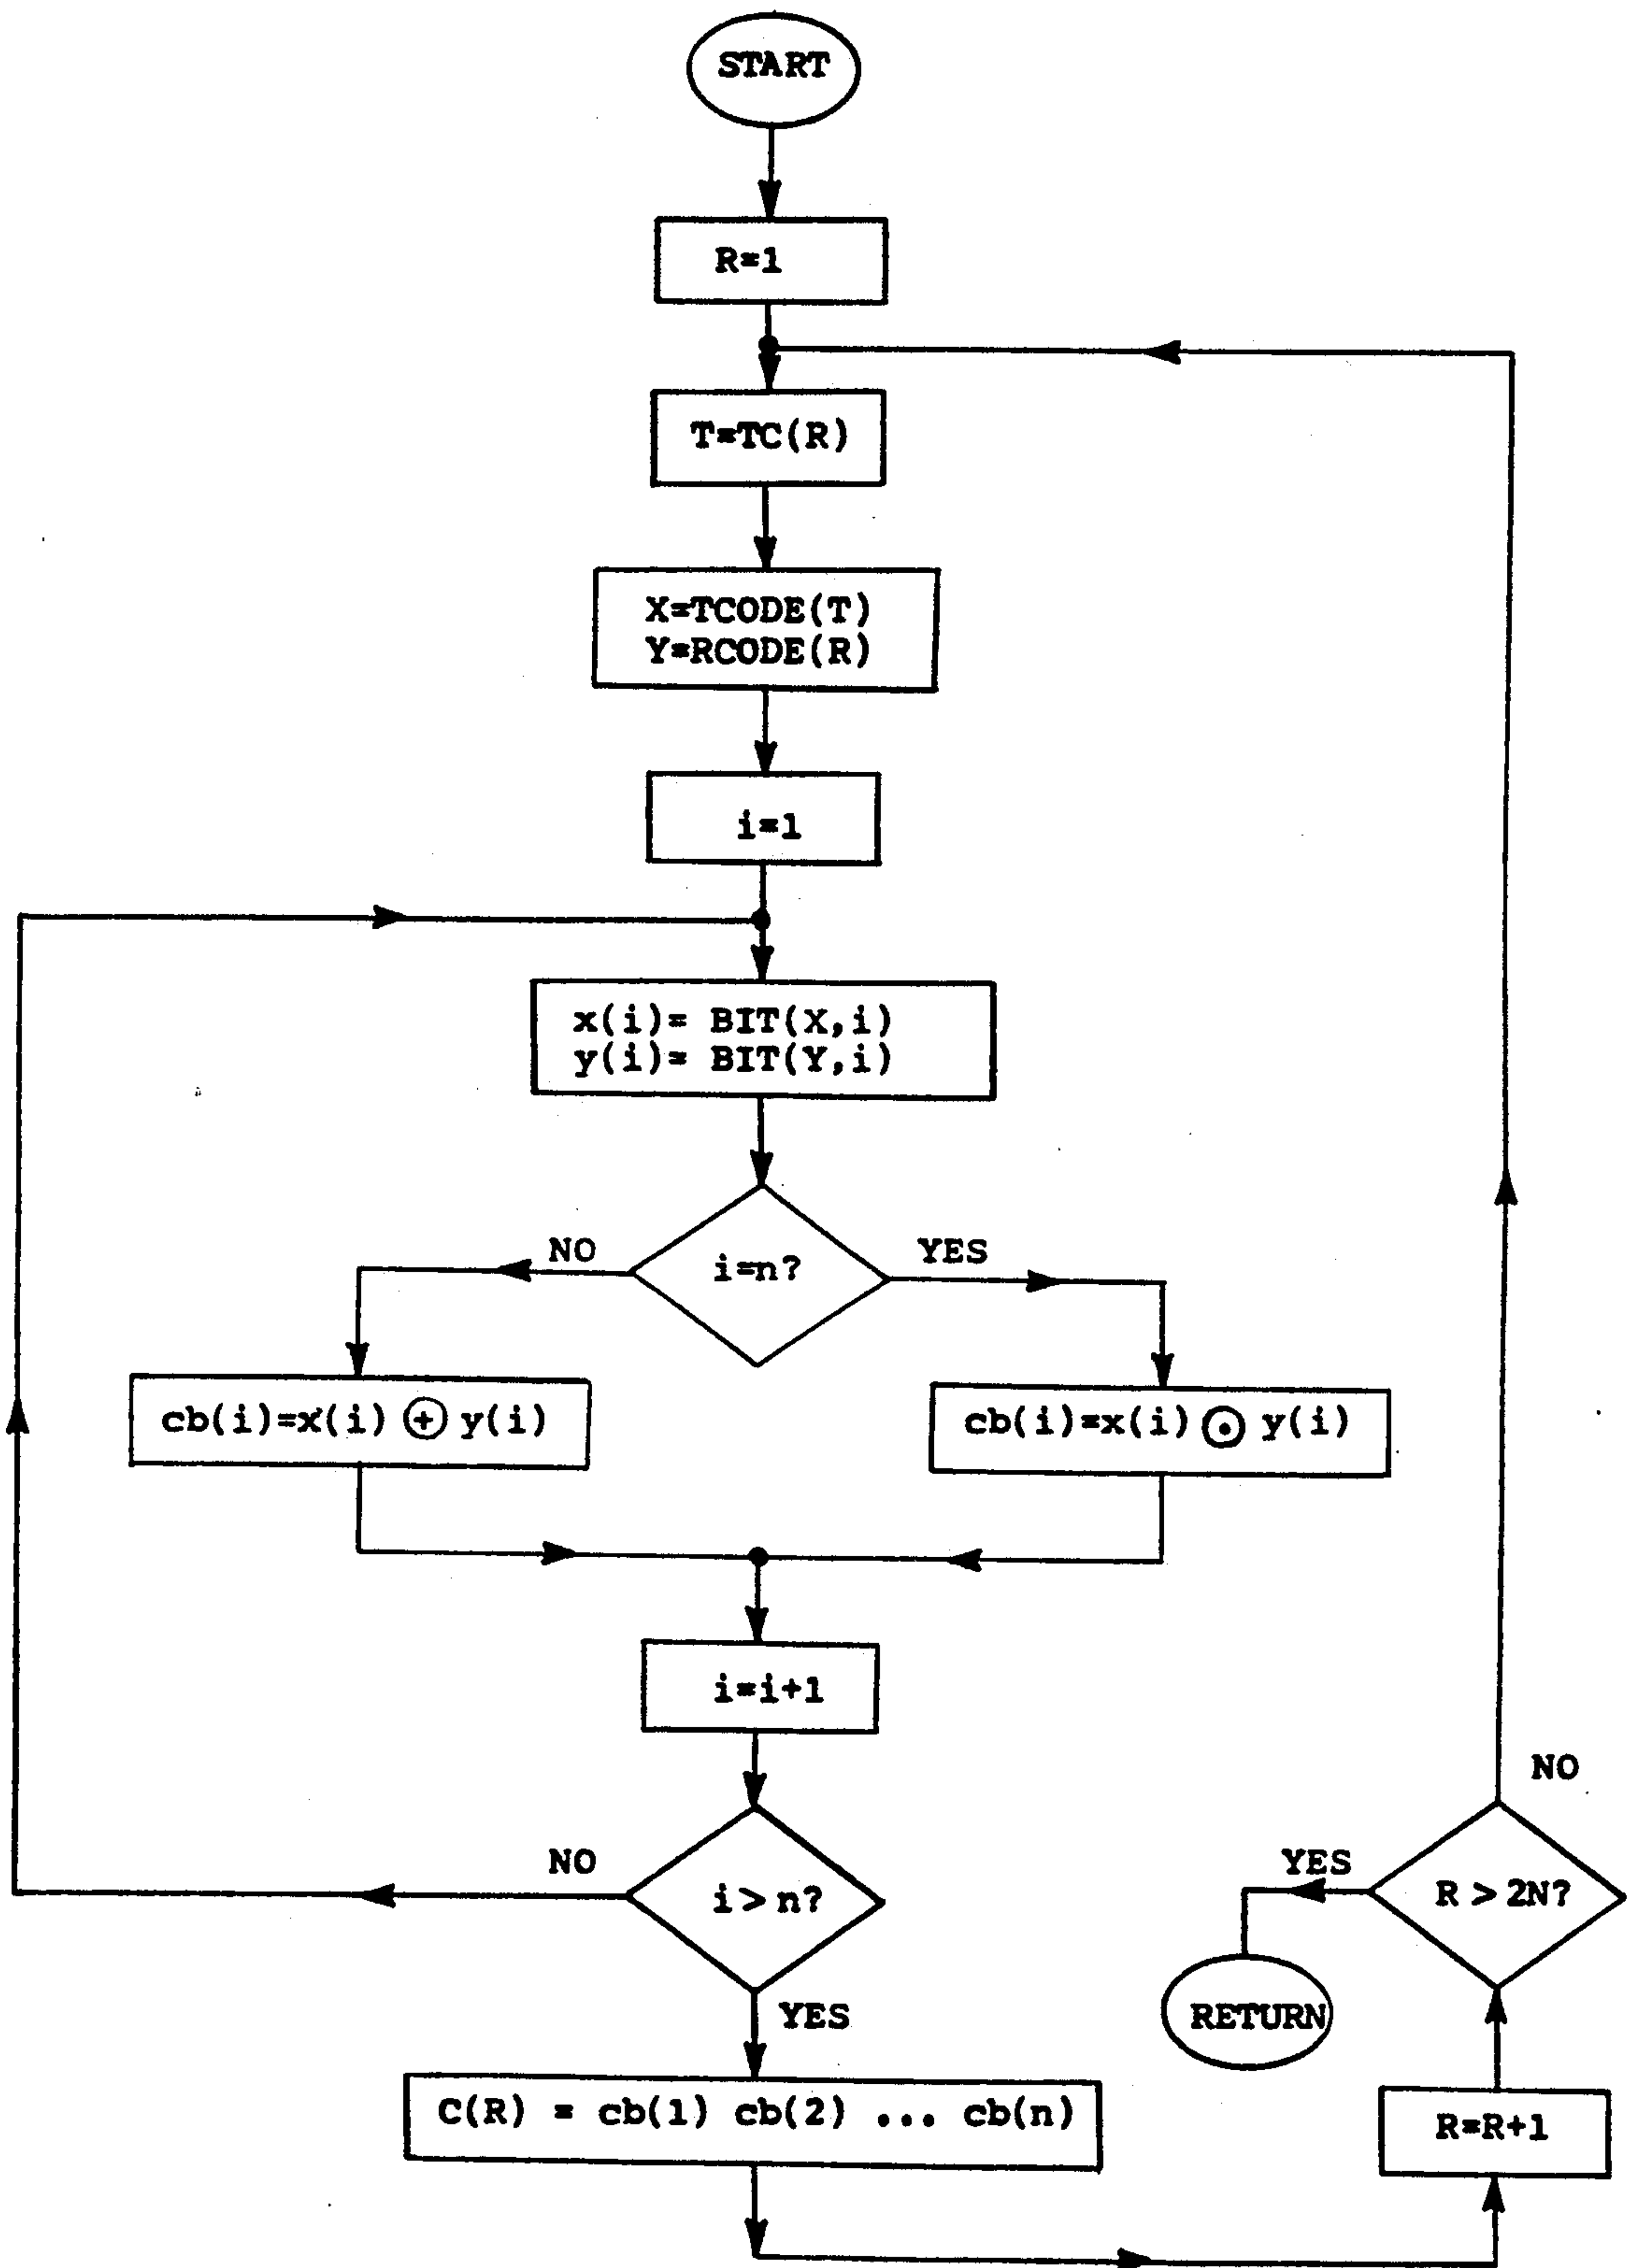 START
R=1
T=TC(R)
X=TCODE(T)
Y=RCODE(R)
i=1
x(i)= BIT(X,i)
y(i)= BIT(Y,i)
NO
i=n?
YES
cb(i)=x(i) ⊕ y(i)
cb(i)=x(i) ⊙ y(i)
i=i+1
NO
i>n?
YES
NO
YES
R>2N?
RETURN
C(R) = cb(1) cb(2) ... cb(n)
R=R+1